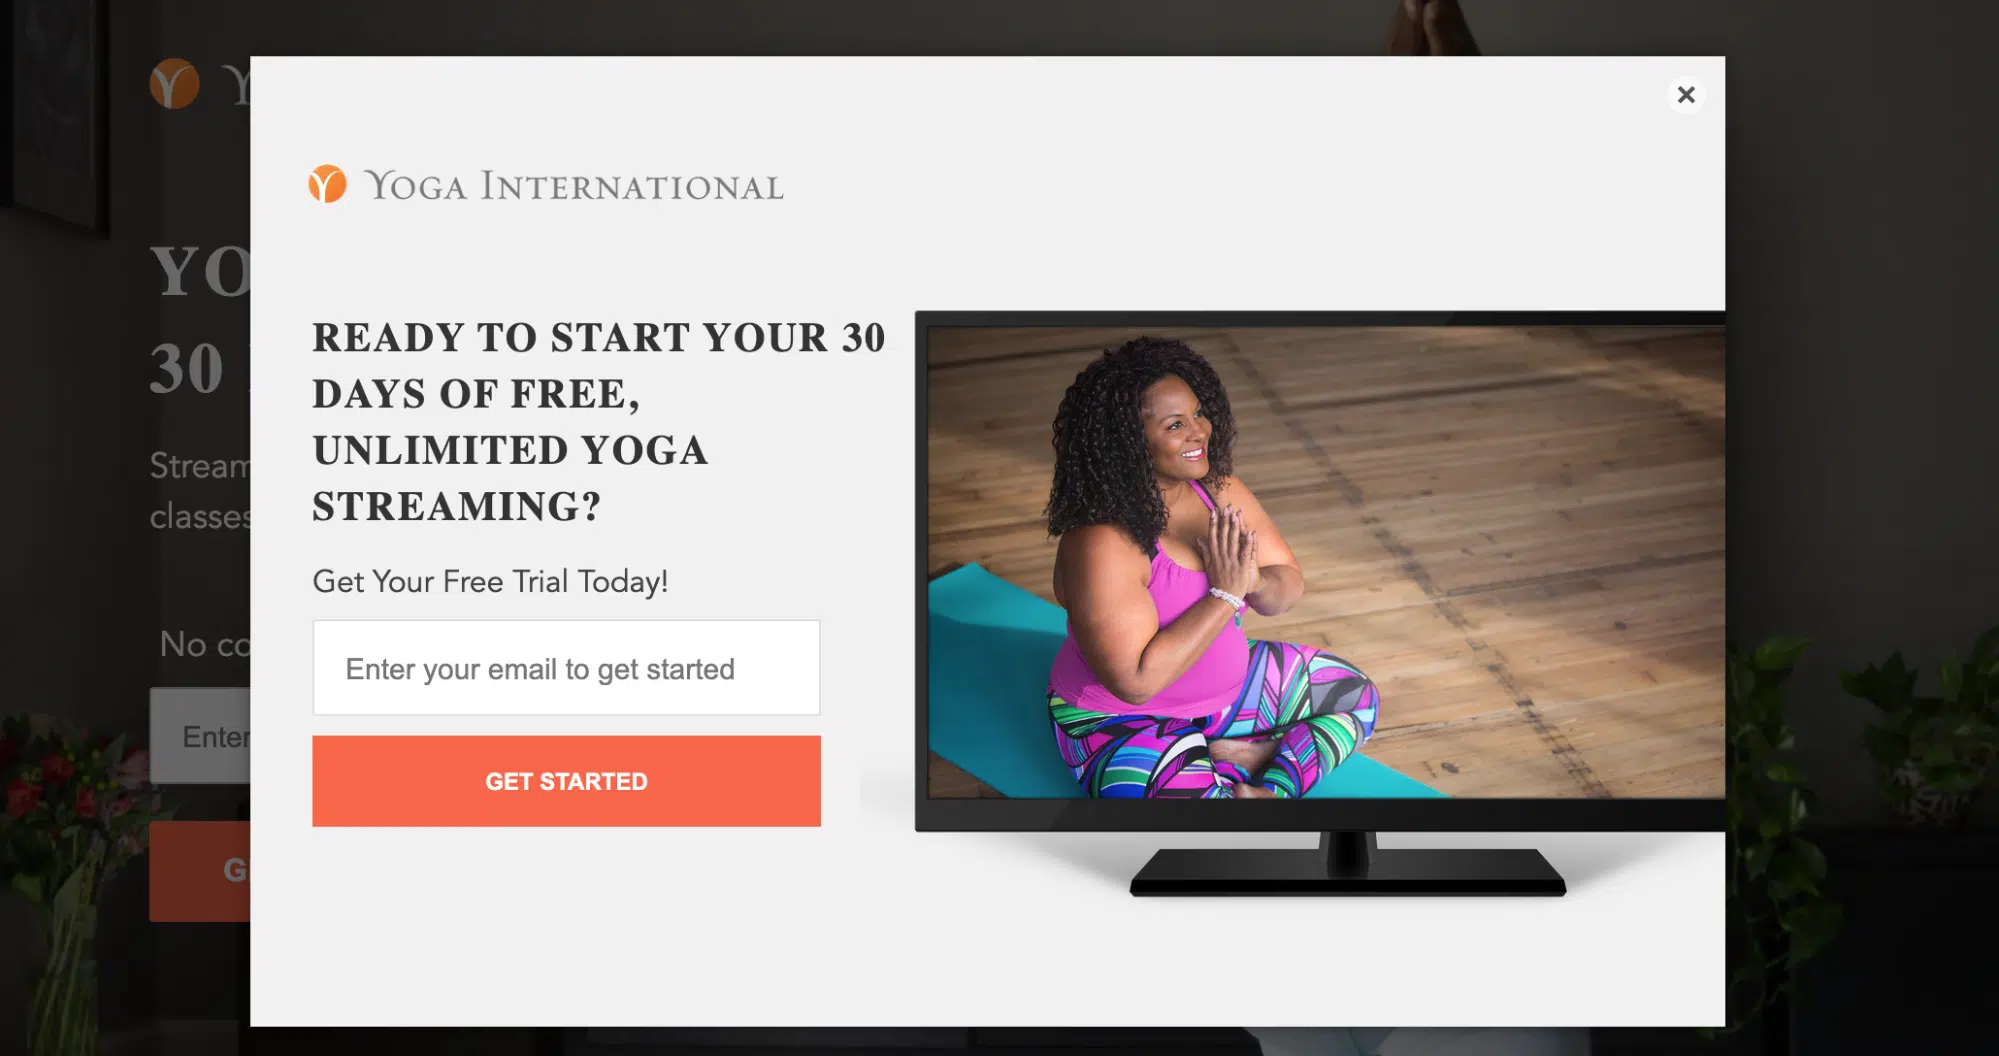 YOGA INTERNATIONAL
READY TO START YOUR 30
DAYS OF FREE,
UNLIMITED YOGA
STREAMING?
Get Your Free Trial Today!
Enter your email to get started
GET STARTED
YO
30
Stream
classes
No co
Enter
G